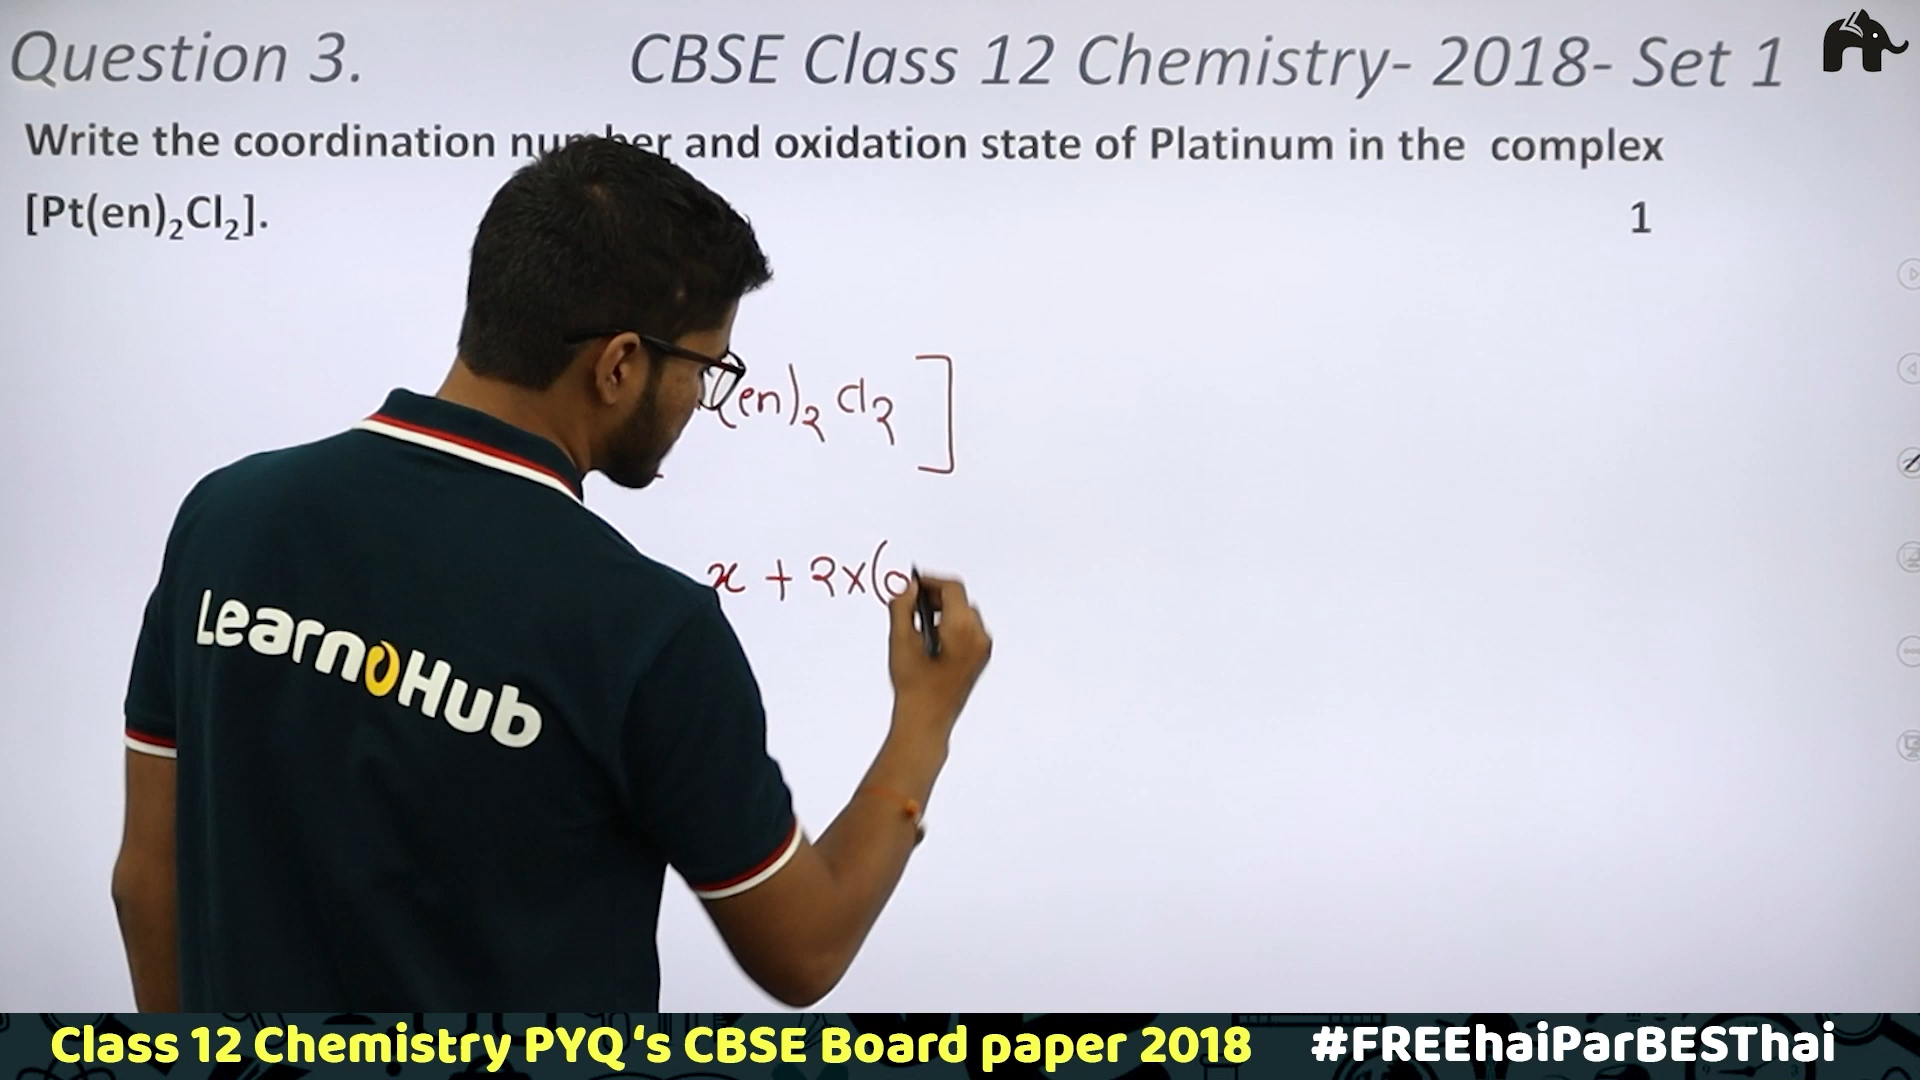 Question 3. CBSE Class 12 Chemistry- 2018- Set 1
Write the coordination number and oxidation state of Platinum in the complex
[Pt(en)₂Cl₂]. 1
(en)₂ Cl₂ ]
x + 2x(0
LearnoHub
Class 12 Chemistry PYQ‘s CBSE Board paper 2018 #FREEhaiParBESThai